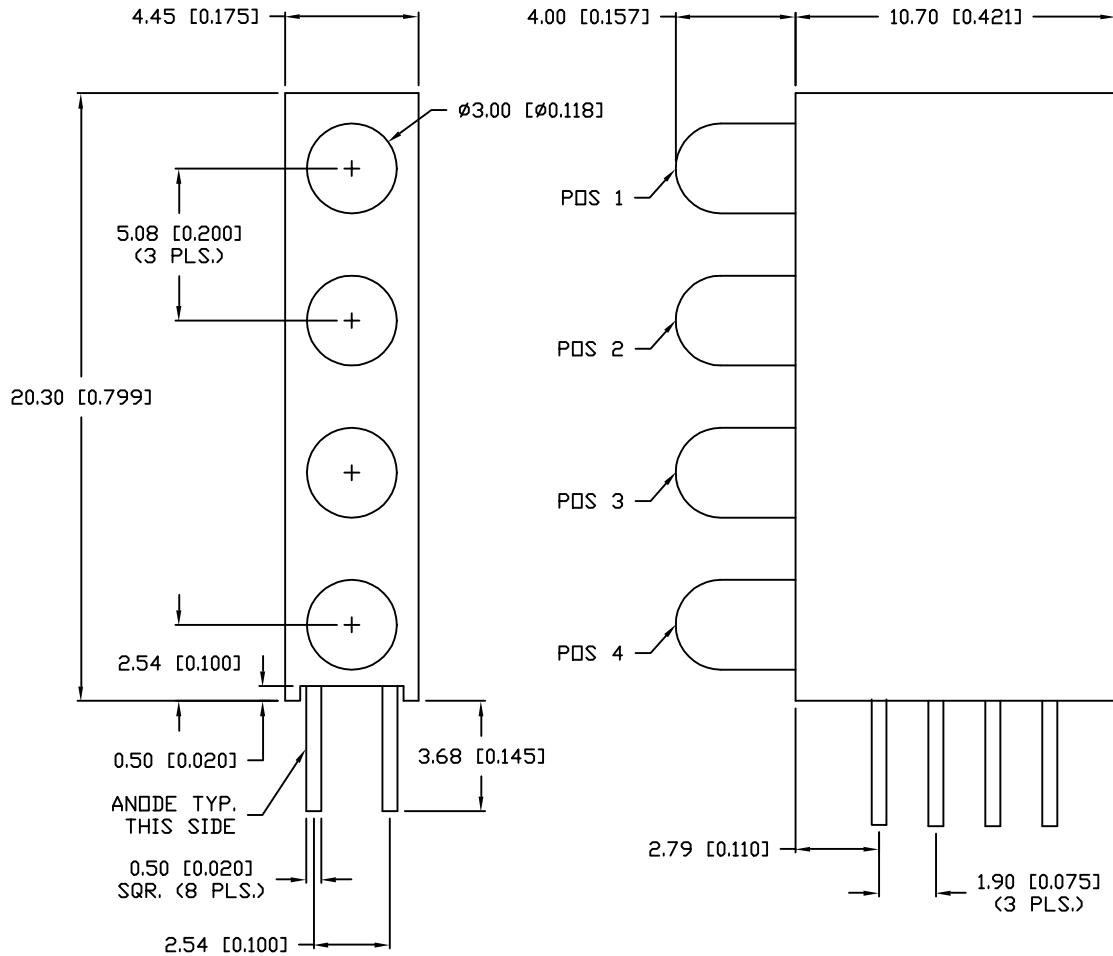 4.45 [0.175]
4.00 [0.157]
10.70 [0.421]
ø3.00 [ø0.118]
POS 1
5.08 [0.200]
(3 PLS.)
POS 2
20.30 [0.799]
POS 3
POS 4
2.54 [0.100]
0.50 [0.020]
3.68 [0.145]
ANODE TYP.
THIS SIDE
2.79 [0.110]
0.50 [0.020]
SQR. (8 PLS.)
1.90 [0.075]
(3 PLS.)
2.54 [0.100]